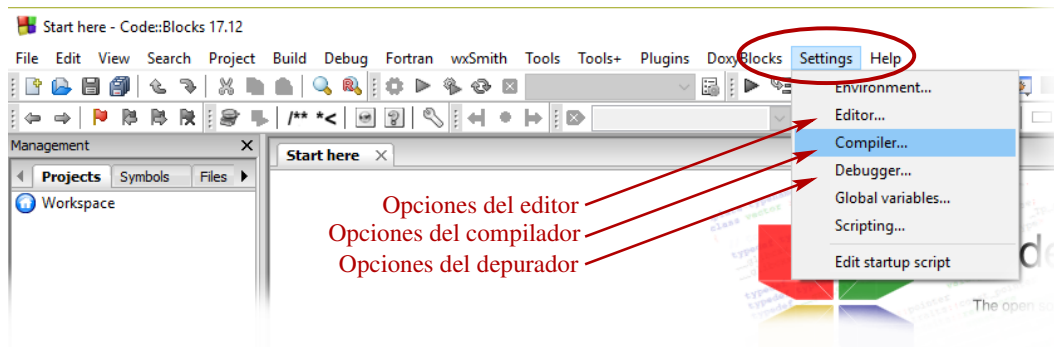 Start here - Code::Blocks 17.12
File Edit View Search Project Build Debug Fortran wxSmith Tools Tools+ Plugins DoxyBlocks Settings Help
/** *<
Management
Start here
Projects Symbols Files
Workspace
Environment...
Editor...
Compiler...
Debugger...
Global variables...
Scripting...
Edit startup script
Opciones del editor
Opciones del compilador
Opciones del depurador
class vector
The open